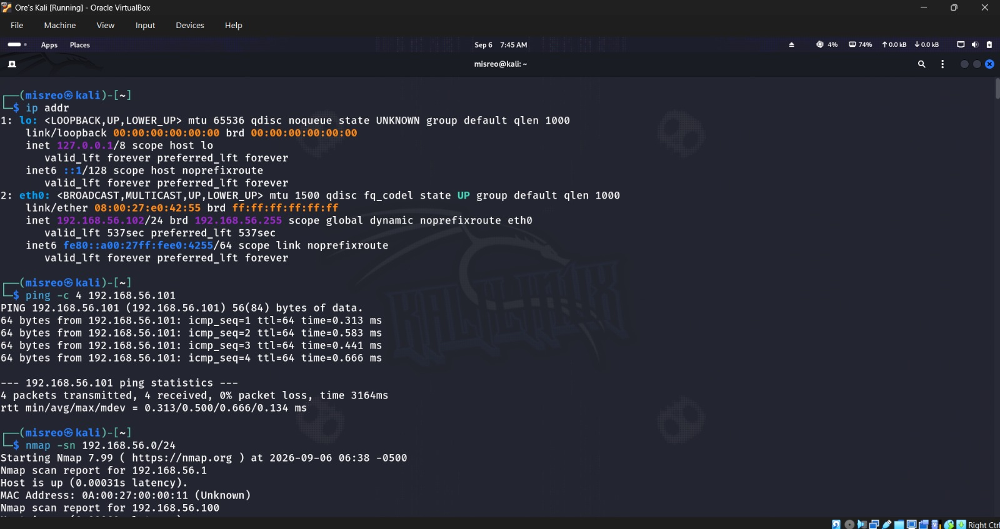 Ore's Kali [Running] - Oracle VirtualBox
File Machine View Input Devices Help
Apps Places Sep 6 7:45 AM 4% 74% ↑0.0 kB ↓0.0 kB
misreo@kali: ~
┌──(misreo㉿kali)-[~]
└─$ ip addr
1: lo: <LOOPBACK,UP,LOWER_UP> mtu 65536 qdisc noqueue state UNKNOWN group default qlen 1000
link/loopback 00:00:00:00:00:00 brd 00:00:00:00:00:00
inet 127.0.0.1/8 scope host lo
valid_lft forever preferred_lft forever
inet6 ::1/128 scope host noprefixroute
valid_lft forever preferred_lft forever
2: eth0: <BROADCAST,MULTICAST,UP,LOWER_UP> mtu 1500 qdisc fq_codel state UP group default qlen 1000
link/ether 08:00:27:e0:42:55 brd ff:ff:ff:ff:ff:ff
inet 192.168.56.102/24 brd 192.168.56.255 scope global dynamic noprefixroute eth0
valid_lft 537sec preferred_lft 537sec
inet6 fe80::a00:27ff:fee0:4255/64 scope link noprefixroute
valid_lft forever preferred_lft forever
┌──(misreo㉿kali)-[~]
└─$ ping -c 4 192.168.56.101
PING 192.168.56.101 (192.168.56.101) 56(84) bytes of data.
64 bytes from 192.168.56.101: icmp_seq=1 ttl=64 time=0.313 ms
64 bytes from 192.168.56.101: icmp_seq=2 ttl=64 time=0.583 ms
64 bytes from 192.168.56.101: icmp_seq=3 ttl=64 time=0.441 ms
64 bytes from 192.168.56.101: icmp_seq=4 ttl=64 time=0.666 ms
--- 192.168.56.101 ping statistics ---
4 packets transmitted, 4 received, 0% packet loss, time 3164ms
rtt min/avg/max/mdev = 0.313/0.500/0.666/0.134 ms
┌──(misreo㉿kali)-[~]
└─$ nmap -sn 192.168.56.0/24
Starting Nmap 7.99 ( https://nmap.org ) at 2026-09-06 06:38 -0500
Nmap scan report for 192.168.56.1
Host is up (0.00031s latency).
MAC Address: 0A:00:27:00:00:11 (Unknown)
Nmap scan report for 192.168.56.100
KALI LINUX
Right Ctrl